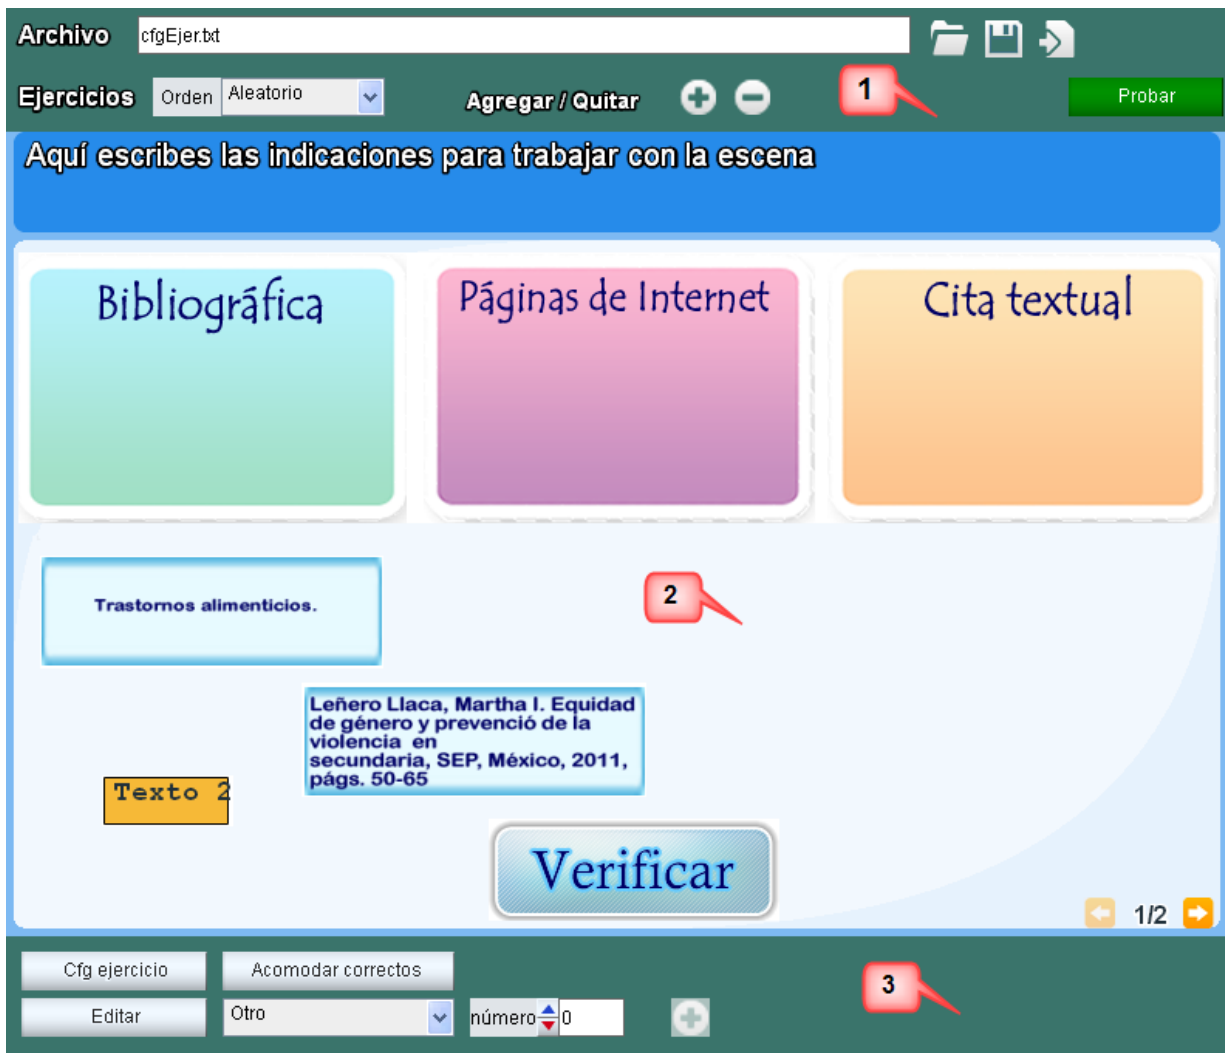 Archivo cfgEjer.txt
Ejercicios Orden Aleatorio Agregar / Quitar 1 Probar
Aquí escribes las indicaciones para trabajar con la escena
Bibliográfica Páginas de Internet Cita textual
Trastornos alimenticios.
2
Leñero Llaca, Martha I. Equidad
de género y prevenció de la
violencia en
secundaria, SEP, México, 2011,
págs. 50-65
Texto 2
Verificar
1/2
Cfg ejercicio Acomodar correctos
3
Editar Otro número 0